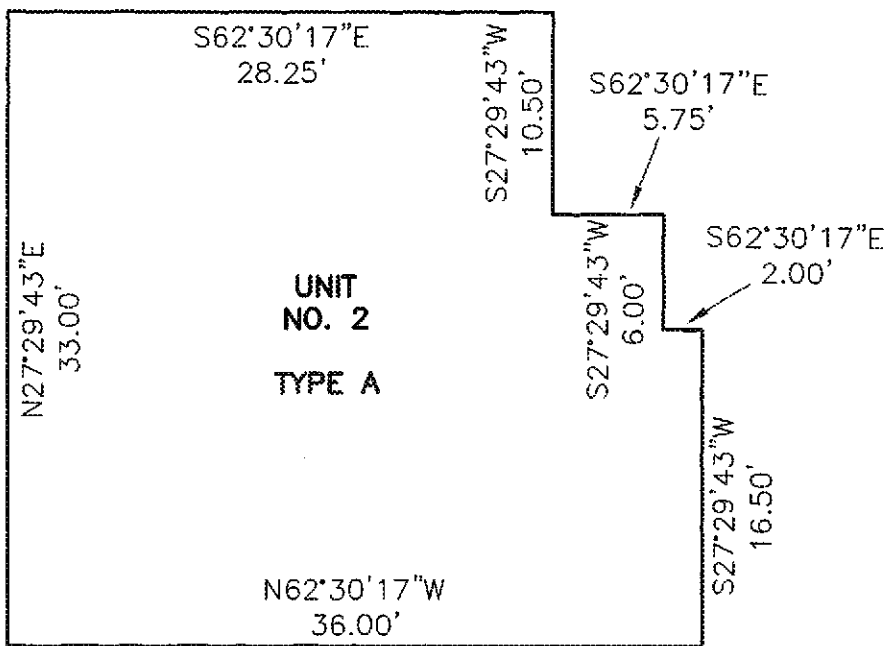 S62°30'17"E
28.25'
S27°29'43"W
10.50'
S62°30'17"E
5.75'
S27°29'43"W
6.00'
S62°30'17"E
2.00'
N27°29'43"E
33.00'
UNIT
NO. 2
TYPE A
S27°29'43"W
16.50'
N62°30'17"W
36.00'